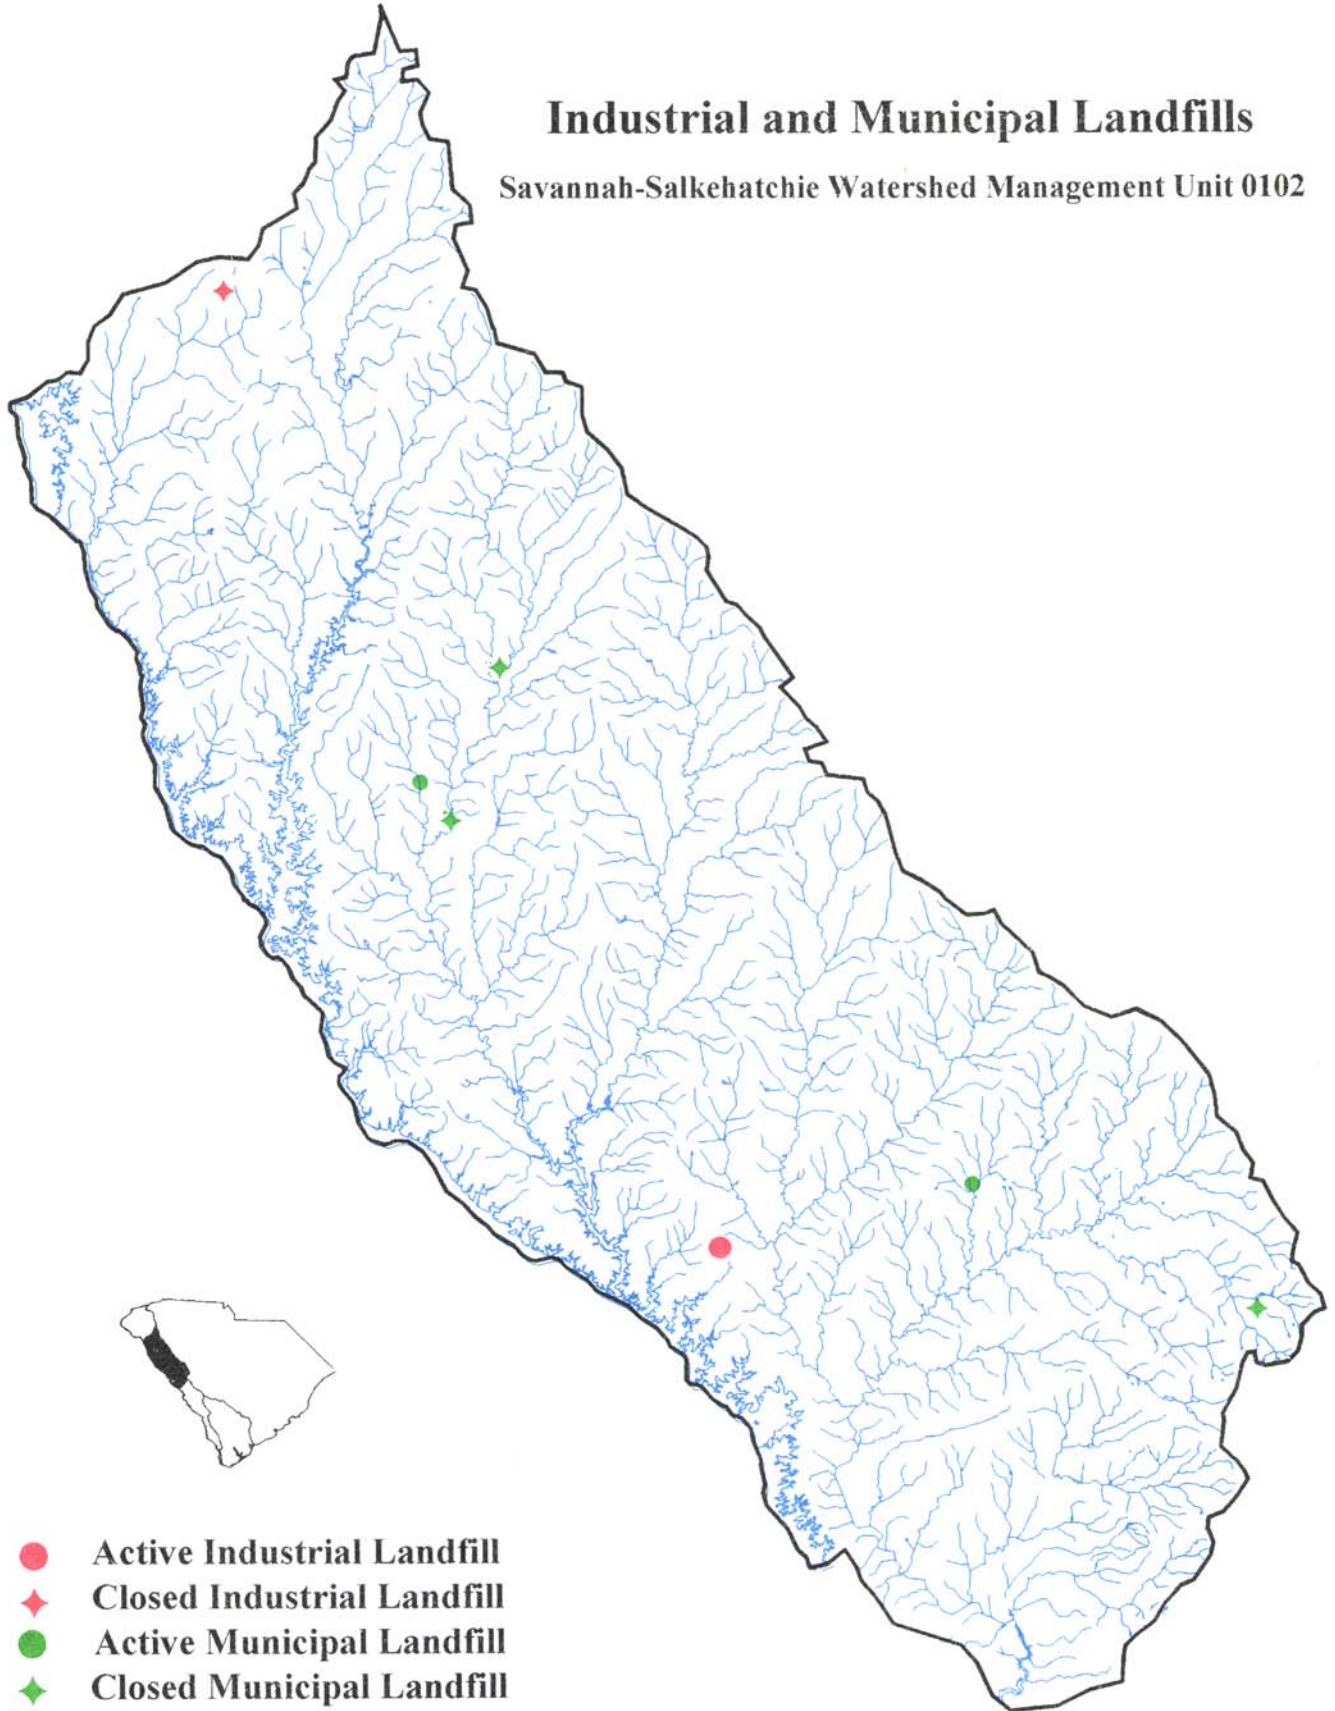 Industrial and Municipal Landfills
Savannah-Salkehatchie Watershed Management Unit 0102
Active Industrial Landfill
Closed Industrial Landfill
Active Municipal Landfill
Closed Municipal Landfill